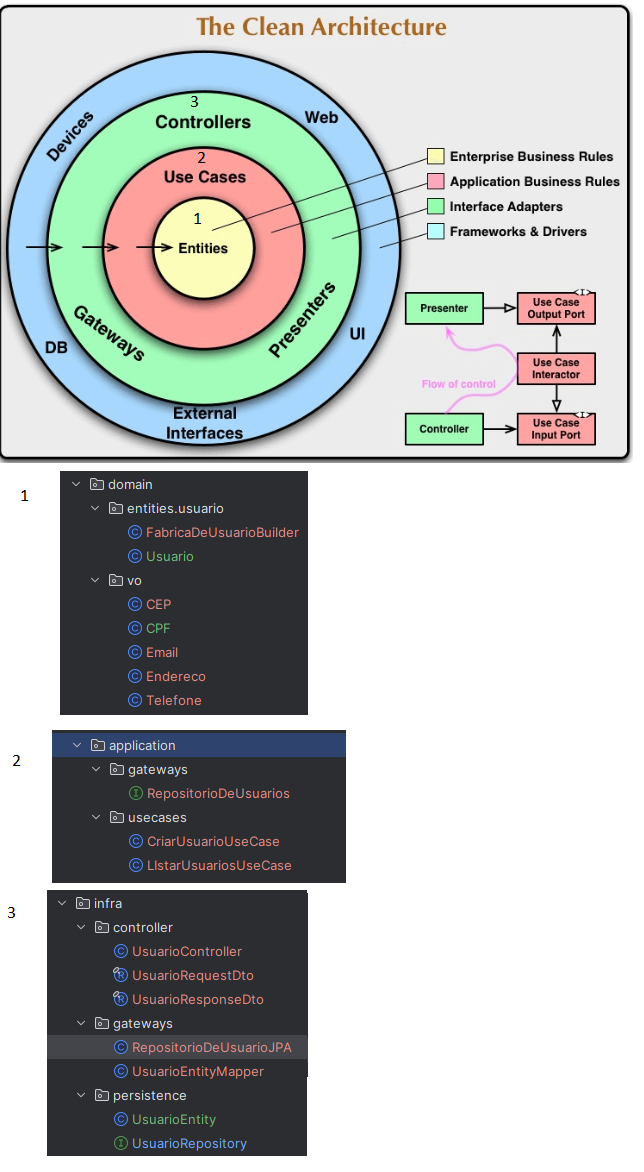 The Clean Architecture
Devices
Web
3
Controllers
2
Use Cases
1
Entities
Gateways
Presenters
DB
UI
External
Interfaces
Enterprise Business Rules
Application Business Rules
Interface Adapters
Frameworks & Drivers
Presenter
<I>
Use Case
Output Port
Flow of control
Use Case
Interactor
Controller
<I>
Use Case
Input Port
1
domain
entities.usuario
C FabricaDeUsuarioBuilder
C Usuario
vo
C CEP
C CPF
C Email
C Endereco
C Telefone
2
application
gateways
I RepositorioDeUsuarios
usecases
C CriarUsuarioUseCase
C LIstarUsuariosUseCase
3
infra
controller
C UsuarioController
R UsuarioRequestDto
R UsuarioResponseDto
gateways
C RepositorioDeUsuarioJPA
C UsuarioEntityMapper
persistence
C UsuarioEntity
I UsuarioRepository